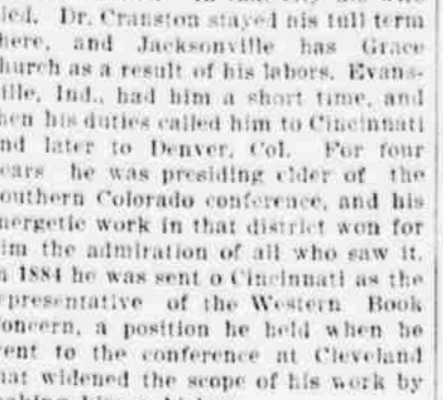 led. Dr. Cranston stayed his full term
here, and Jacksonville has Grace
hurch as a result of his labors. Evans-
ille, Ind., had him a short time, and
hen his duties called him to Cincinnati
nd later to Denver, Col. For four
ears he was presiding elder of the
outhern Colorado conference, and his
nergetic work in that district won for
im the admiration of all who saw it.
n 1884 he was sent o Cincinnati as the
epresentative of the Western Book
oncern, a position he held when he
ent to the conference at Cleveland
hat widened the scope of his work by